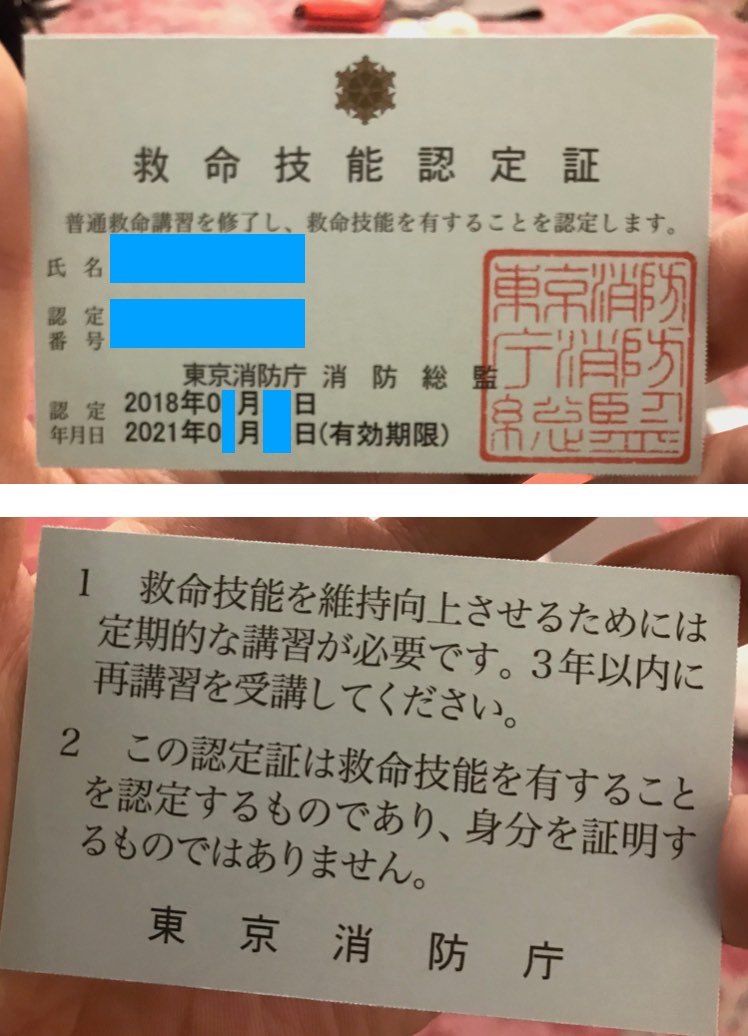 救命技能認定証
普通救命講習を修了し、救命技能を有することを認定します。
氏名
認定
番号
東京消防庁 消防総監
認定 2018年0 月 日
年月日 2021年0 月 日(有効期限)
東京消防
庁消防
総監
1 救命技能を維持向上させるためには
定期的な講習が必要です。3年以内に
再講習を受講してください。
2 この認定証は救命技能を有すること
を認定するものであり、身分を証明す
るものではありません。
東京消防庁